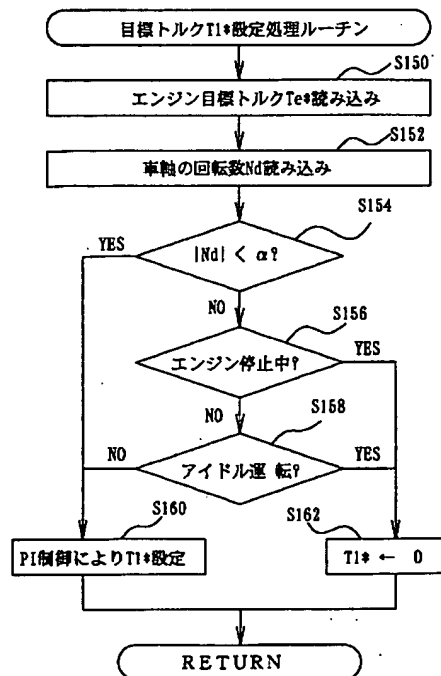 目標トルクT1*設定処理ルーチン
S150
エンジン目標トルクTe*読み込み
S152
車軸の回転数Nd読み込み
S154
YES
|Nd| < α?
NO
S156
エンジン停止中?
YES
NO
S158
NO
アイドル運転?
YES
S160
S162
PI制御によりT1*設定
T1* ← 0
RETURN